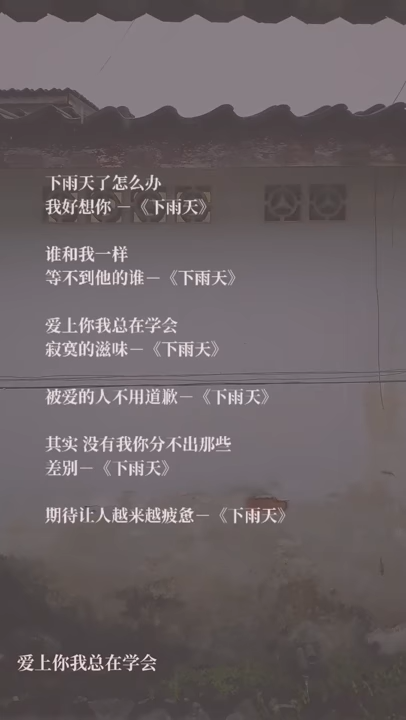 下雨天了怎么办
我好想你 －《下雨天》
谁和我一样
等不到他的谁－《下雨天》
爱上你我总在学会
寂寞的滋味－《下雨天》
被爱的人不用道歉－《下雨天》
其实 没有我你分不出那些
差别－《下雨天》
期待让人越来越疲惫－《下雨天》
爱上你我总在学会